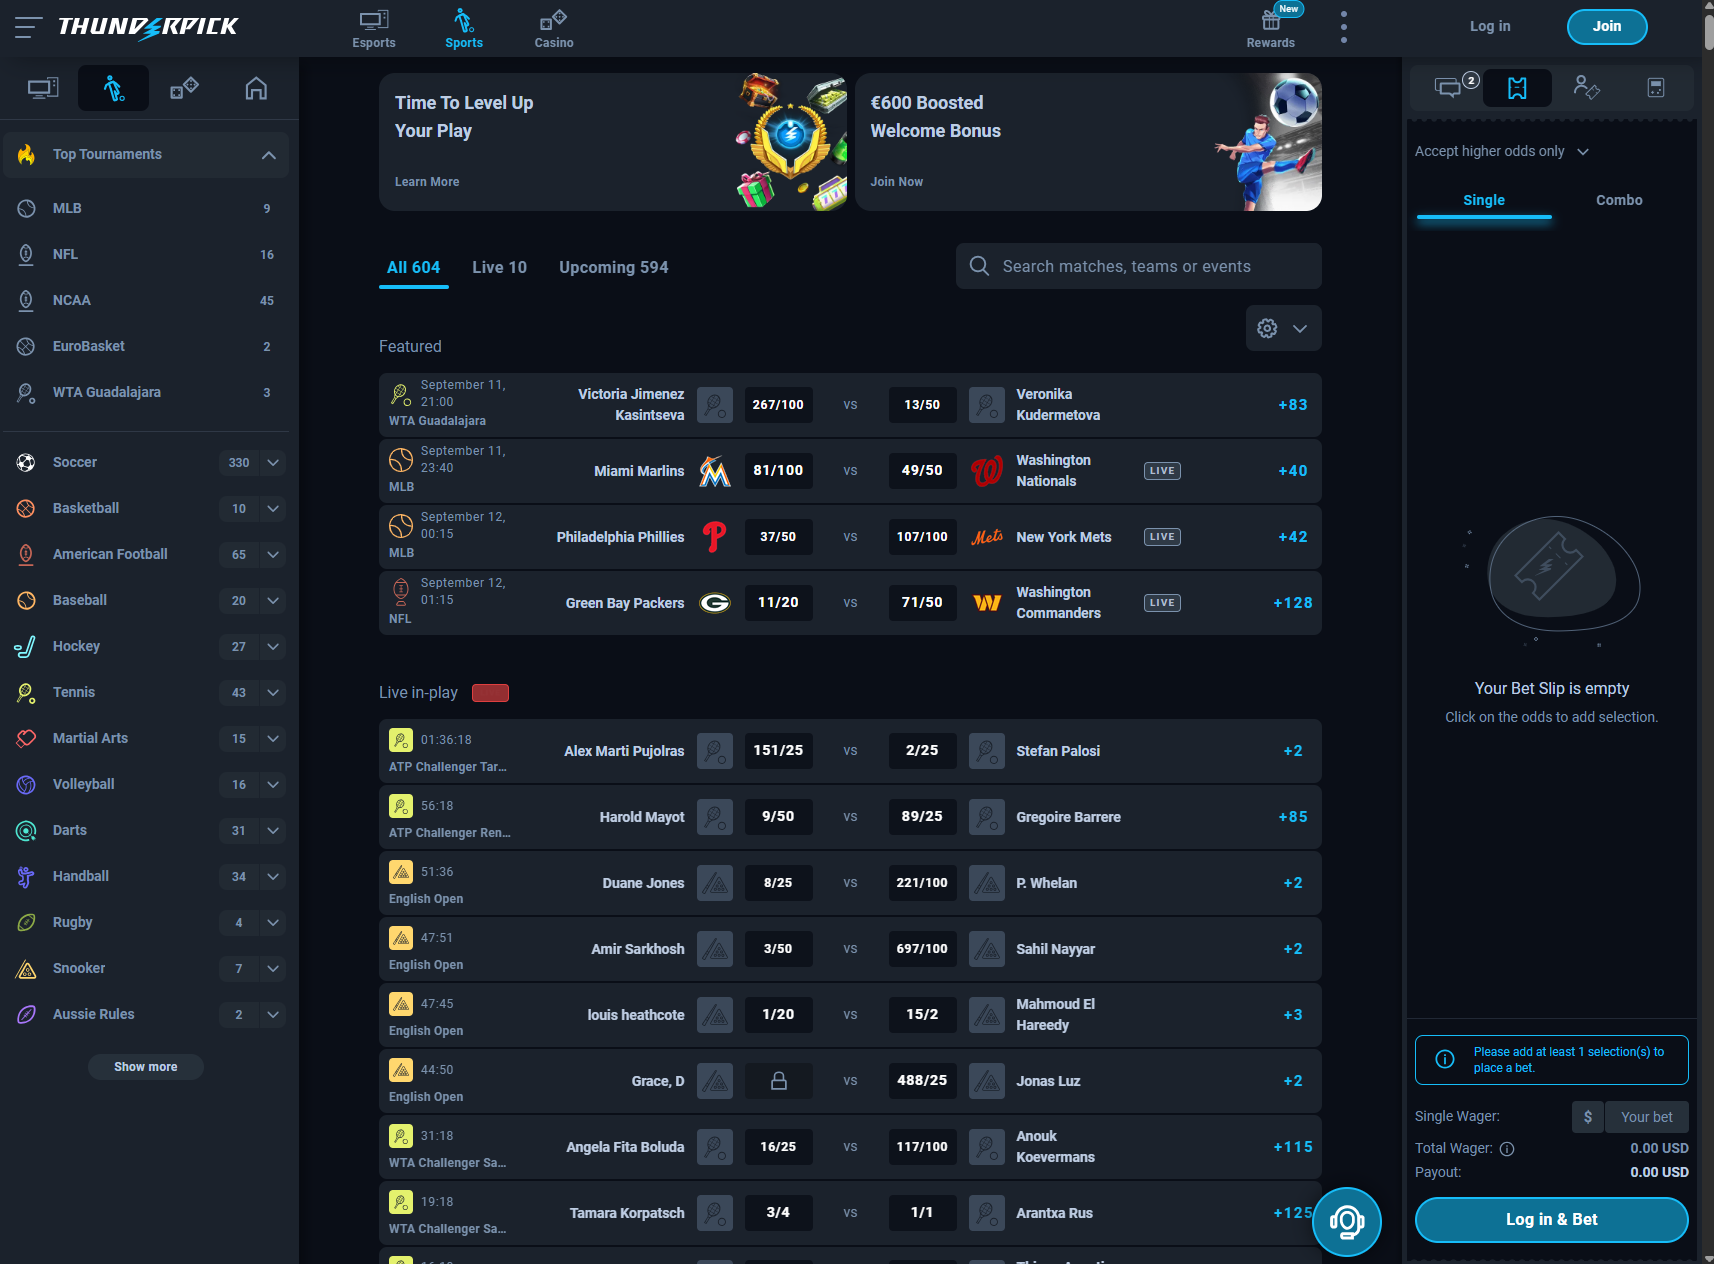 THUNDERPICK
Esports
Sports
Casino
New
Rewards
Log in
Join
Top Tournaments
MLB 9
NFL 16
NCAA 45
EuroBasket 2
WTA Guadalajara 3
Soccer 330
Basketball 10
American Football 65
Baseball 20
Hockey 27
Tennis 43
Martial Arts 15
Volleyball 16
Darts 31
Handball 34
Rugby 4
Snooker 7
Aussie Rules 2
Show more
Time To Level Up
Your Play
Learn More
€600 Boosted
Welcome Bonus
Join Now
All 604 Live 10 Upcoming 594
Search matches, teams or events
Featured
September 11,
21:00
WTA Guadalajara
Victoria Jimenez
Kasintseva
267/100 VS 13/50
Veronika
Kudermetova
+83
September 11,
23:40
MLB
Miami Marlins
81/100 VS 49/50
Washington
Nationals
LIVE
+40
September 12,
00:15
MLB
Philadelphia Phillies
37/50 VS 107/100
Mets
New York Mets
LIVE
+42
September 12,
01:15
NFL
Green Bay Packers
G
11/20 VS 71/50
W
Washington
Commanders
LIVE
+128
Live in-play
01:36:18
ATP Challenger Tar...
Alex Marti Pujolras 151/25 VS 2/25 Stefan Palosi +2
56:18
ATP Challenger Ren...
Harold Mayot 9/50 VS 89/25 Gregoire Barrere +85
51:36
English Open
Duane Jones 8/25 VS 221/100 P. Whelan +2
47:51
English Open
Amir Sarkhosh 3/50 VS 697/100 Sahil Nayyar +2
47:45
English Open
louis heathcote 1/20 VS 15/2
Mahmoud El
Hareedy
+3
44:50
English Open
Grace, D VS 488/25 Jonas Luz +2
31:18
WTA Challenger Sa...
Angela Fita Boluda 16/25 VS 117/100
Anouk
Koevermans
+115
19:18
WTA Challenger Sa...
Tamara Korpatsch 3/4 VS 1/1 Arantxa Rus +125
2
Accept higher odds only
Single Combo
Your Bet Slip is empty
Click on the odds to add selection.
Please add at least 1 selection(s) to
place a bet.
Single Wager: $ Your bet
Total Wager: 0.00 USD
Payout: 0.00 USD
Log in & Bet